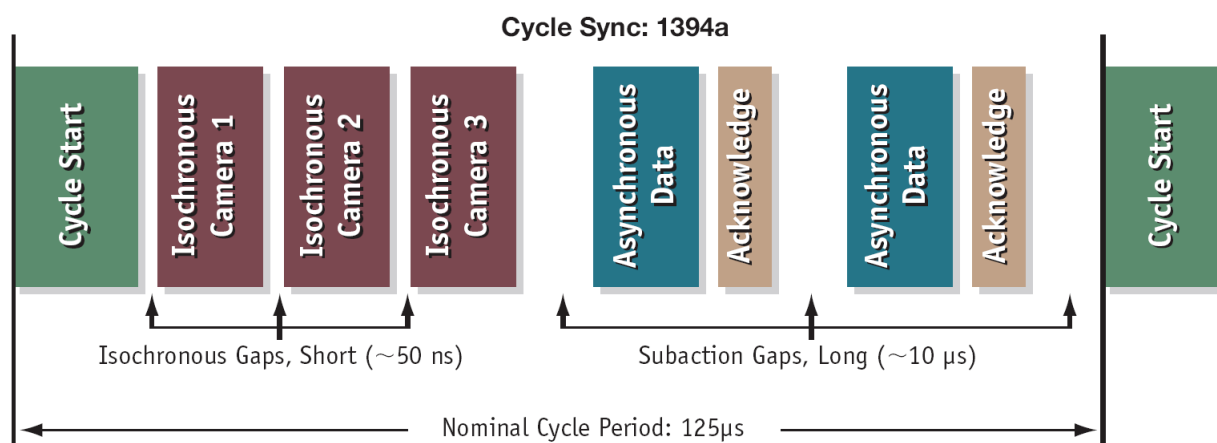 Cycle Sync: 1394a
Cycle Start
Isochronous
Camera 1
Isochronous
Camera 2
Isochronous
Camera 3
Asynchronous
Data
Acknowledge
Asynchronous
Data
Acknowledge
Cycle Start
Isochronous Gaps, Short (~50 ns)
Subaction Gaps, Long (~10 µs)
Nominal Cycle Period: 125µs